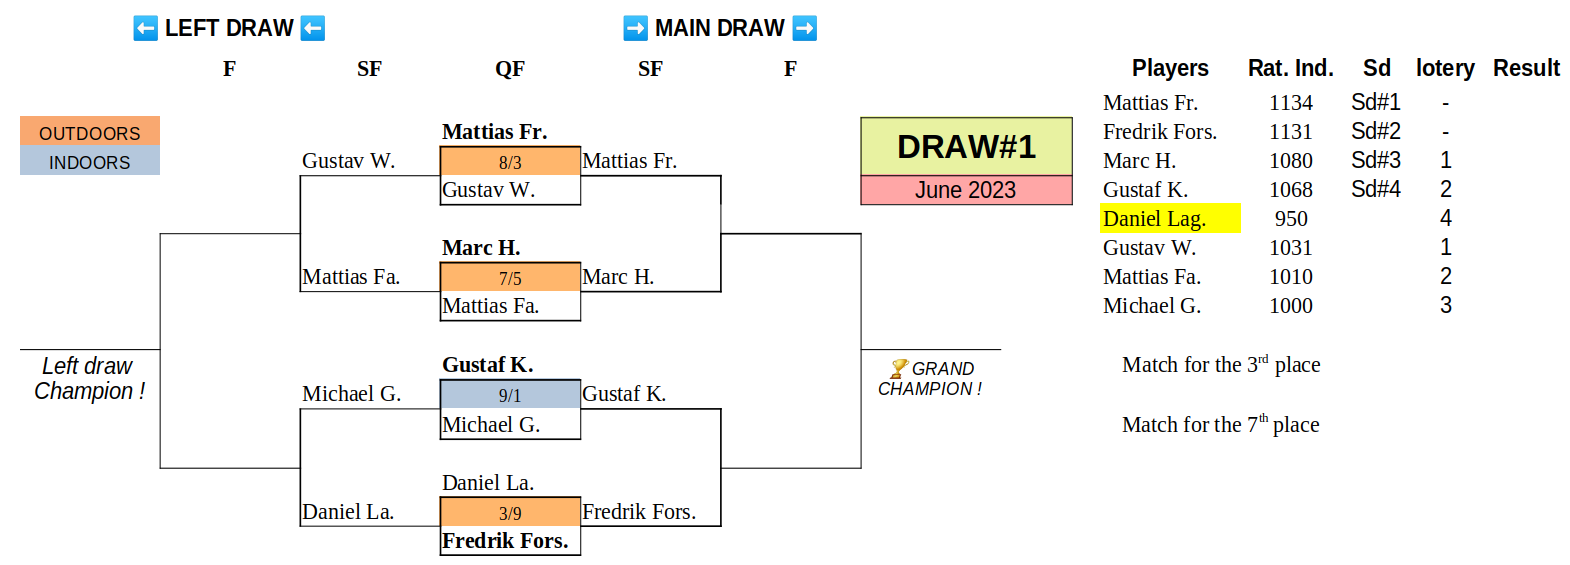 ⬅️ LEFT DRAW ⬅️
➡️ MAIN DRAW ➡️
F SF QF SF F
OUTDOORS
INDOORS
Mattias Fr.
Gustav W. 8/3 Mattias Fr.
Gustav W.
Marc H.
Mattias Fa. 7/5 Marc H.
Mattias Fa.
Left draw
Champion !
Gustaf K.
Michael G. 9/1 Gustaf K.
Michael G.
Daniel La.
Daniel La. 3/9 Fredrik Fors.
Fredrik Fors.
🏆 GRAND
CHAMPION !
DRAW#1
June 2023
Players Rat. Ind. Sd lotery Result
Mattias Fr. 1134 Sd#1 -
Fredrik Fors. 1131 Sd#2 -
Marc H. 1080 Sd#3 1
Gustaf K. 1068 Sd#4 2
Daniel Lag. 950 4
Gustav W. 1031 1
Mattias Fa. 1010 2
Michael G. 1000 3
Match for the 3rd place
Match for the 7th place